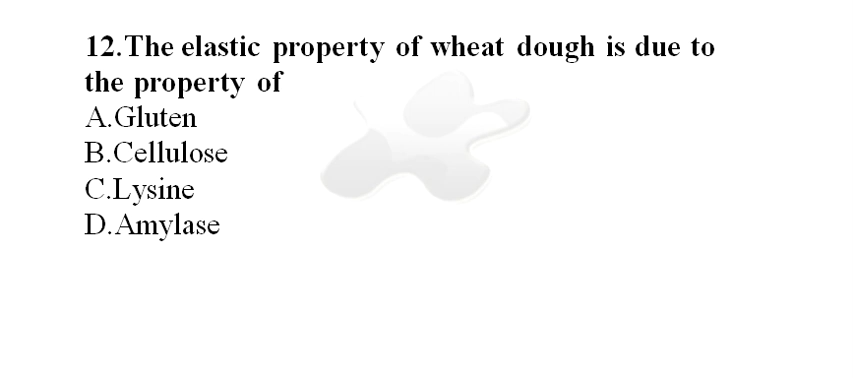 12.The elastic property of wheat dough is due to
the property of
A.Gluten
B.Cellulose
C.Lysine
D.Amylase